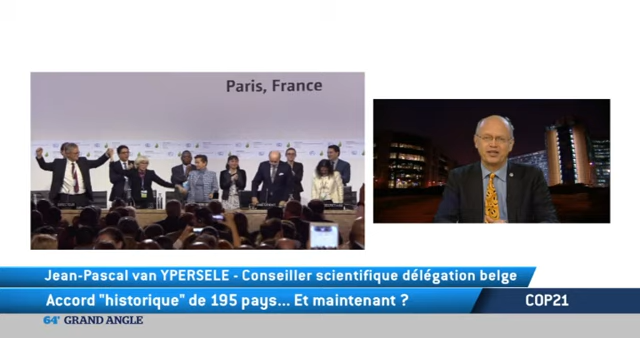 Paris, France
Jean-Pascal van YPERSELE - Conseiller scientifique délégation belge
Accord "historique" de 195 pays... Et maintenant ?
COP21
64' GRAND ANGLE